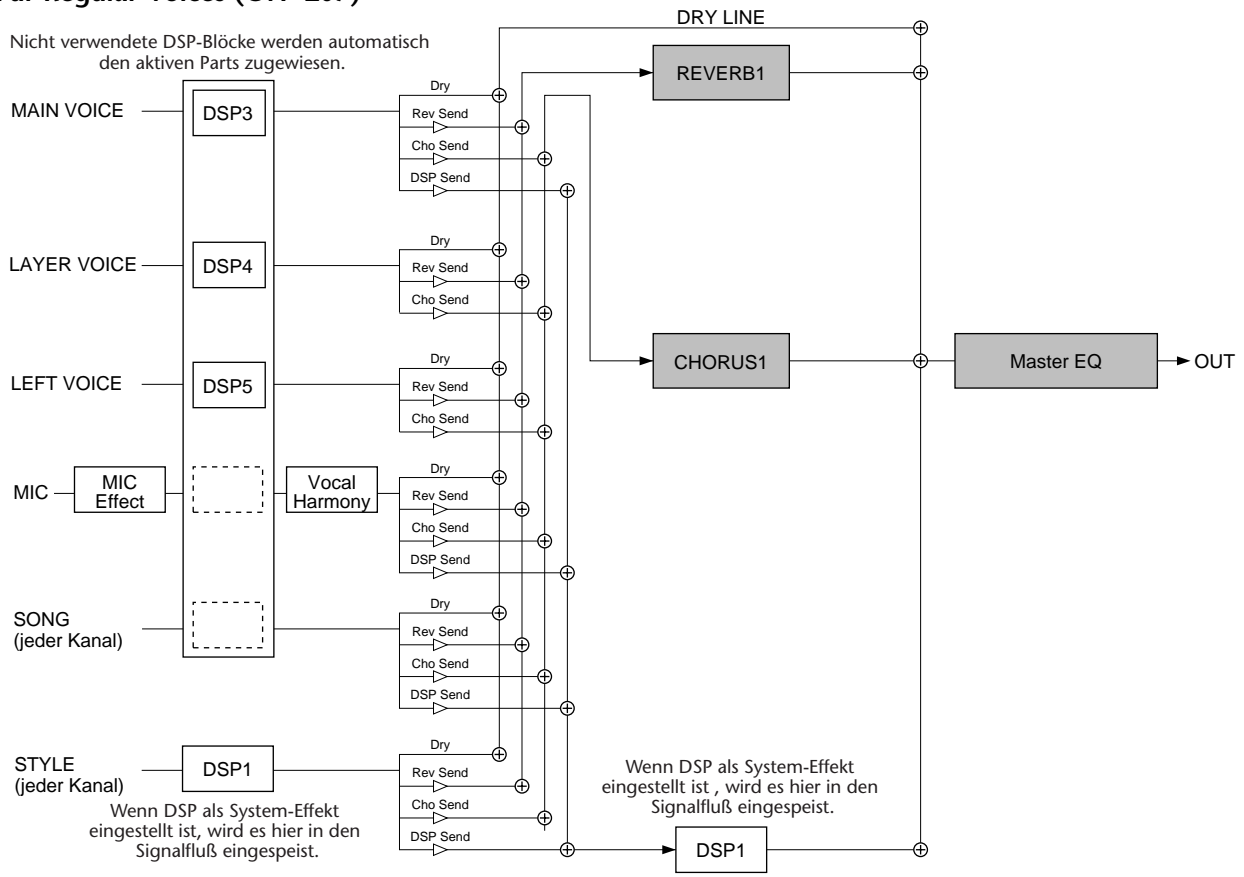 DRY LINE
Nicht verwendete DSP-Blöcke werden automatisch
den aktiven Parts zugewiesen.
REVERB1
MAIN VOICE
DSP3
Dry
Rev Send
Cho Send
DSP Send
LAYER VOICE
DSP4
Dry
Rev Send
Cho Send
LEFT VOICE
DSP5
Dry
Rev Send
Cho Send
CHORUS1
Master EQ
OUT
MIC
MIC
Effect
Vocal
Harmony
Dry
Rev Send
Cho Send
DSP Send
SONG
(jeder Kanal)
Dry
Rev Send
Cho Send
DSP Send
STYLE
(jeder Kanal)
DSP1
Dry
Rev Send
Cho Send
DSP Send
Wenn DSP als System-Effekt
eingestellt ist, wird es hier in den
Signalfluß eingespeist.
Wenn DSP als System-Effekt
eingestellt ist , wird es hier in den
Signalfluß eingespeist.
DSP1